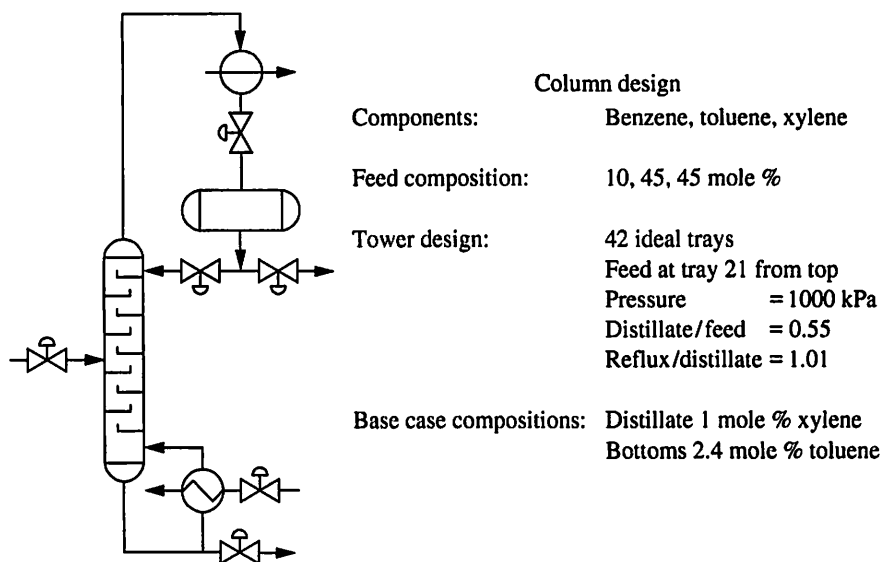 Column design
Components: Benzene, toluene, xylene
Feed composition: 10, 45, 45 mole %
Tower design: 42 ideal trays
Feed at tray 21 from top
Pressure = 1000 kPa
Distillate/feed = 0.55
Reflux/distillate = 1.01
Base case compositions: Distillate 1 mole % xylene
Bottoms 2.4 mole % toluene